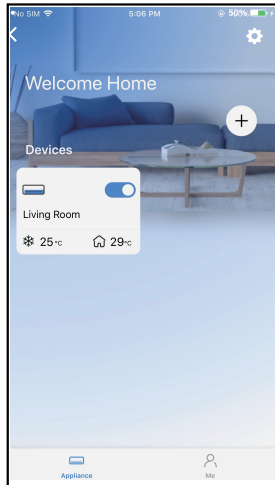 No SIM 5:06 PM 50%
Welcome Home
+
Devices
Living Room
25°C 29°C
Appliance Me